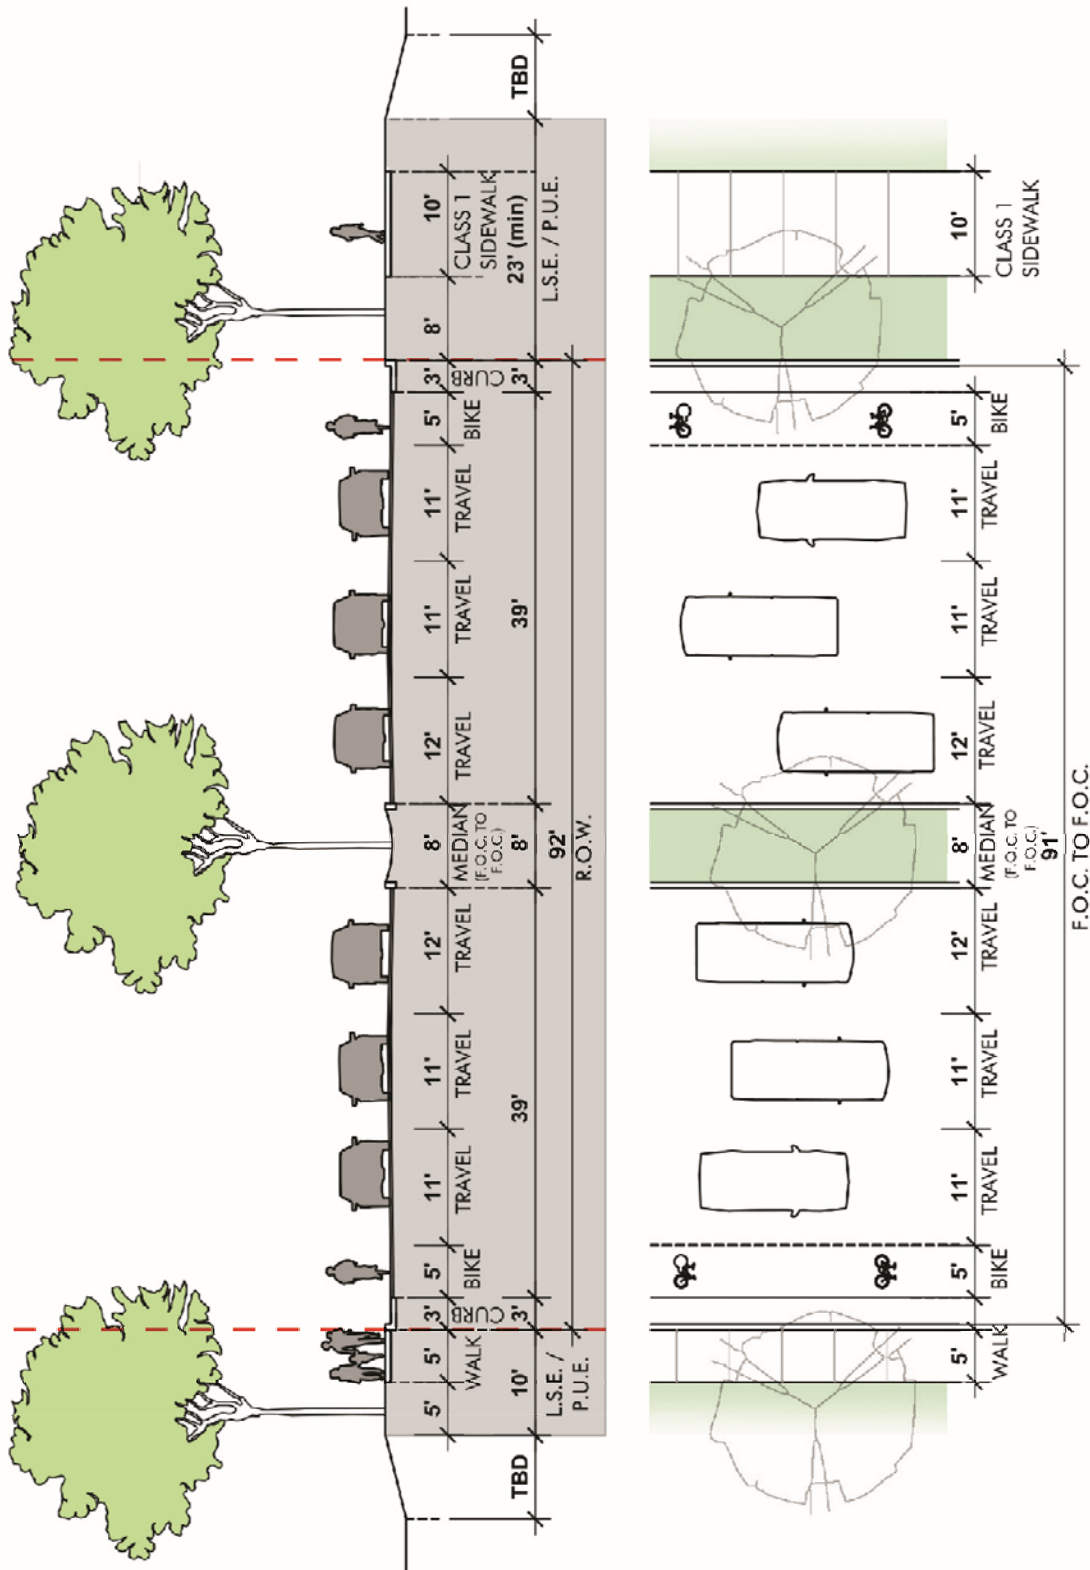 5' 5' 3' 5' 11' 11' 12' 8' 12' 11' 11' 5' 3' 8' 10'
WALK CURB BIKE TRAVEL TRAVEL TRAVEL MEDIAN TRAVEL TRAVEL TRAVEL BIKE CURB CLASS 1
(F.O.C. TO SIDEWALK
F.O.C.)
TBD 10' 3' 39' 8' 39' 3' 23' (min) TBD
L.S.E. / 92' L.S.E. / P.U.E.
P.U.E. R.O.W.
5' 5' 11' 11' 12' 8' 12' 11' 11' 5' 10'
WALK BIKE TRAVEL TRAVEL TRAVEL MEDIAN TRAVEL TRAVEL TRAVEL BIKE CLASS 1
(F.O.C. TO SIDEWALK
F.O.C.)
91'
F.O.C. TO F.O.C.